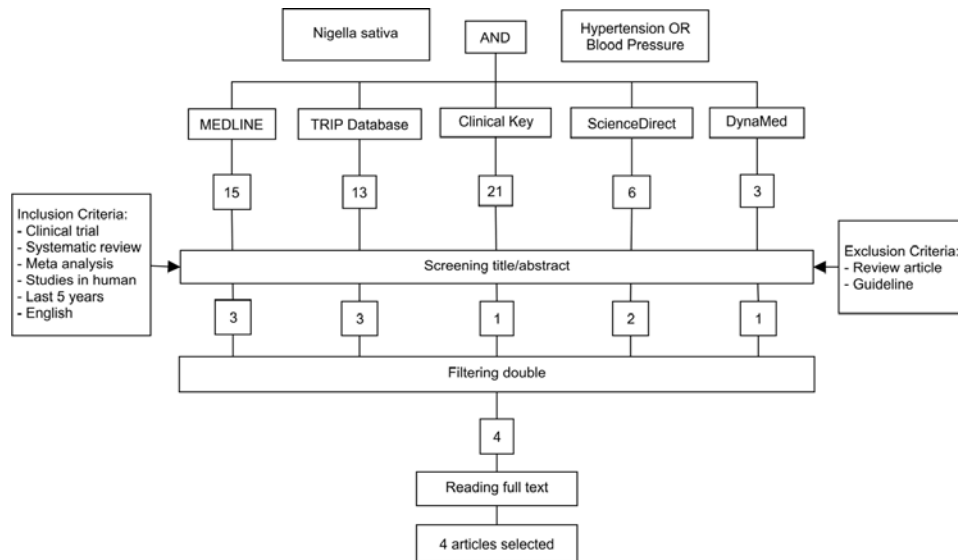 Nigella sativa
AND
Hypertension OR
Blood Pressure
MEDLINE
TRIP Database
Clinical Key
ScienceDirect
DynaMed
15
13
21
6
3
Inclusion Criteria:
- Clinical trial
- Systematic review
- Meta analysis
- Studies in human
- Last 5 years
- English
Screening title/abstract
Exclusion Criteria:
- Review article
- Guideline
3
3
1
2
1
Filtering double
4
Reading full text
4 articles selected